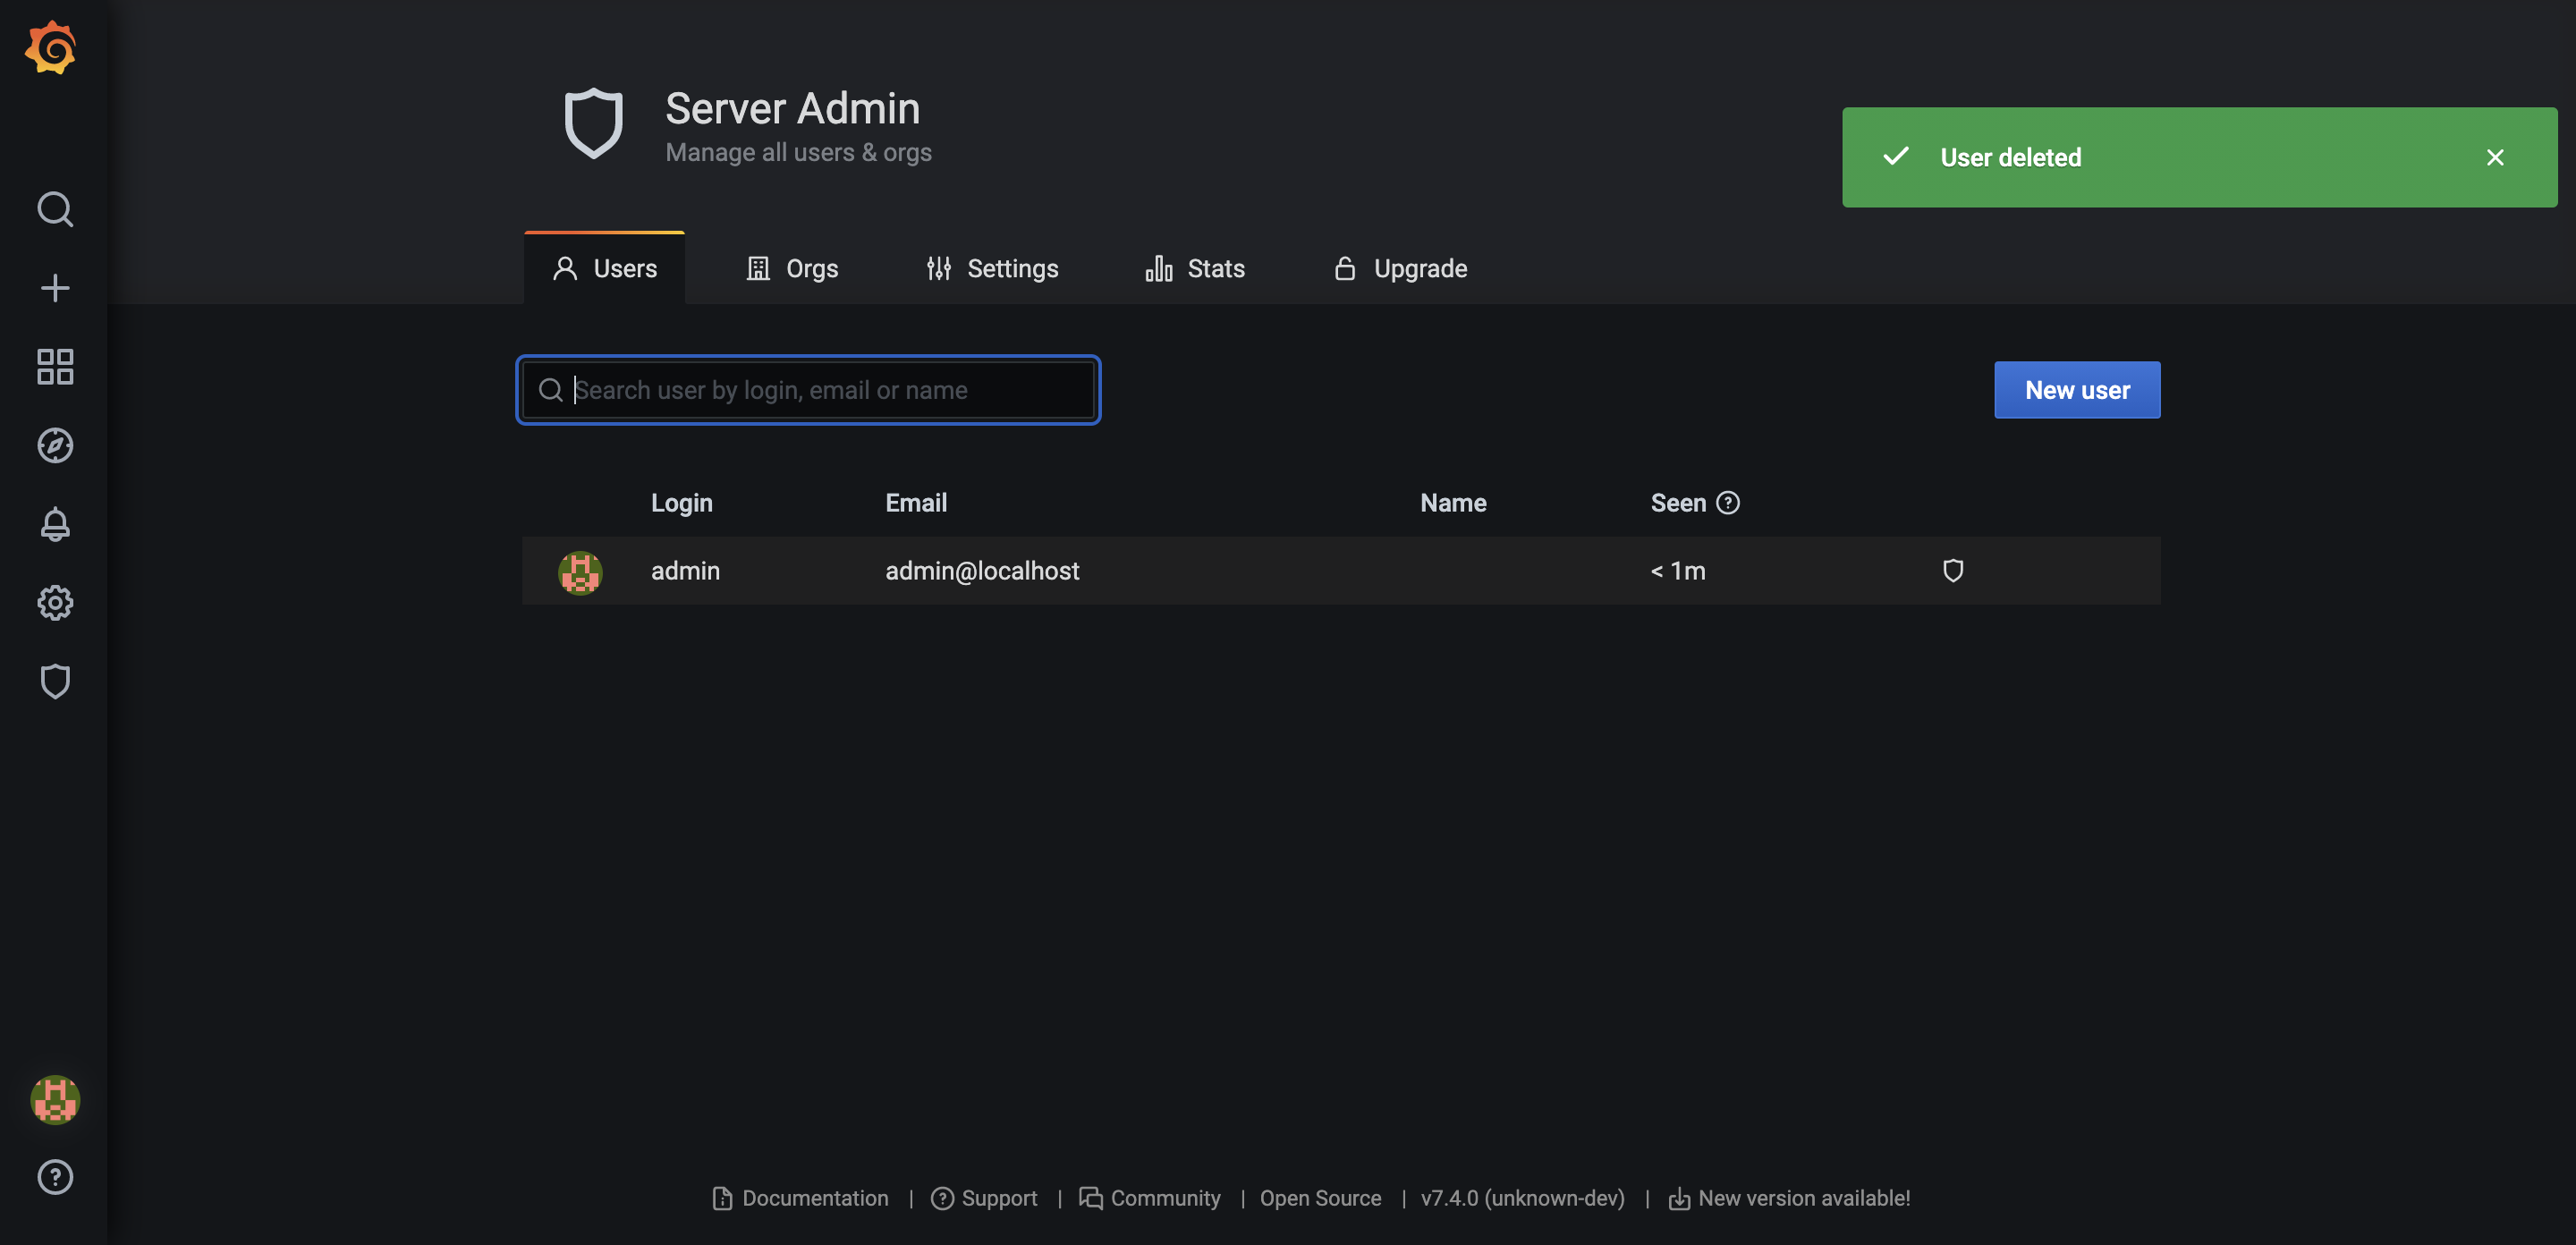 Server Admin
Manage all users & orgs
User deleted
Users
Orgs
Settings
Stats
Upgrade
Search user by login, email or name
New user
Login Email Name Seen
admin admin@localhost < 1m
Documentation | Support | Community | Open Source | v7.4.0 (unknown-dev) | New version available!